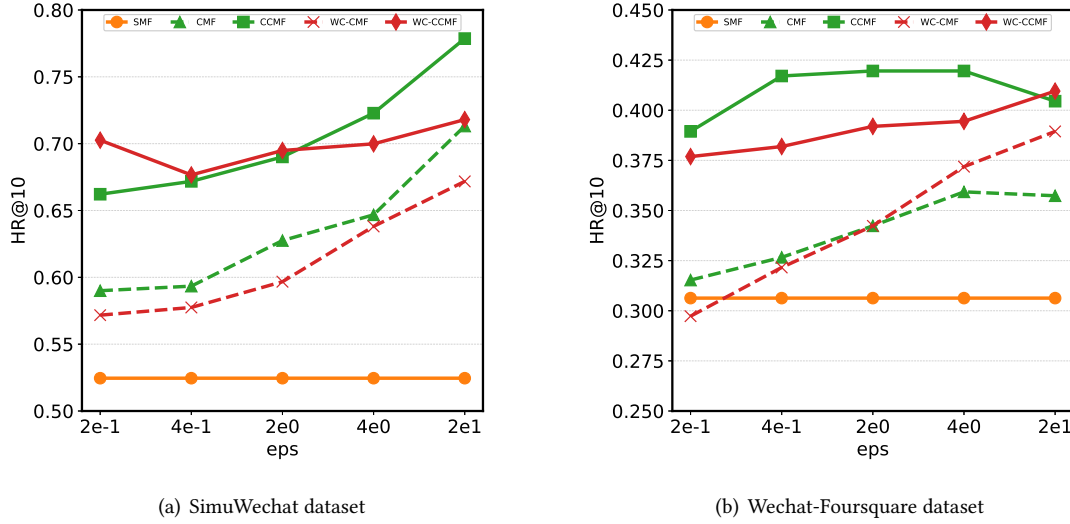 SMF CMF CCMF WC-CMF WC-CCMF
0.80
0.75
0.70
0.65
0.60
0.55
0.50
HR@10
2e-1 4e-1 2e0 4e0 2e1
eps
(a) SimuWechat dataset
SMF CMF CCMF WC-CMF WC-CCMF
0.450
0.425
0.400
0.375
0.350
0.325
0.300
0.275
0.250
HR@10
2e-1 4e-1 2e0 4e0 2e1
eps
(b) Wechat-Foursquare dataset